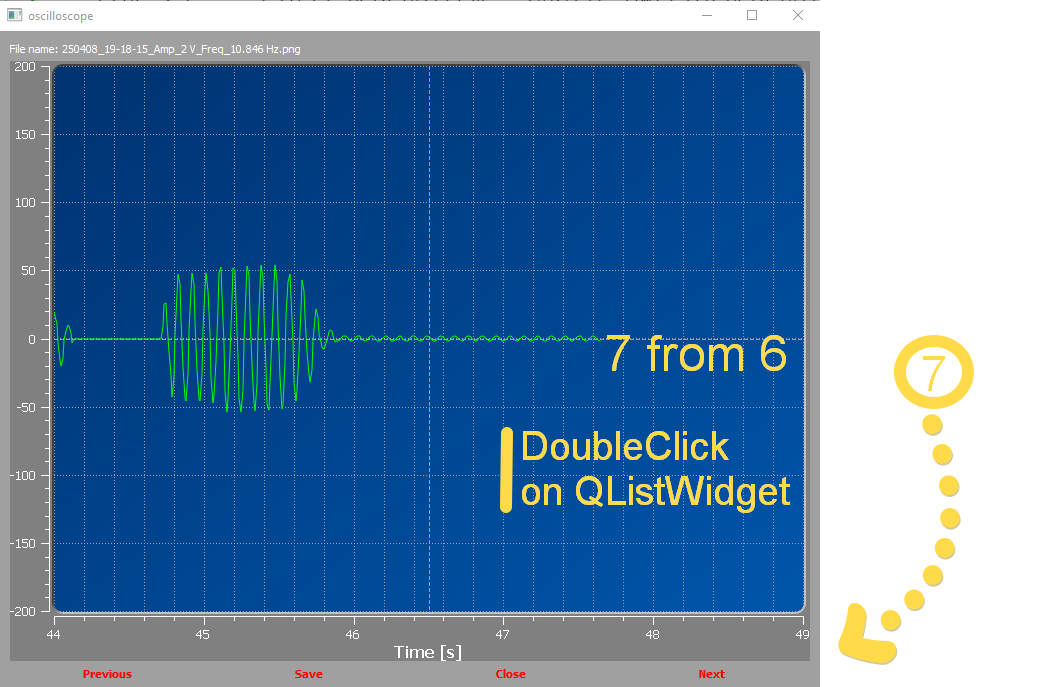 oscilloscope
File name: 250408_19-18-15_Amp_2 V_Freq_10.846 Hz.png
200
150
100
50
0
-50
-100
-150
-200
7 from 6
DoubleClick
on QListWidget
7
44 45 46 47 48 49
Time [s]
Previous Save Close Next